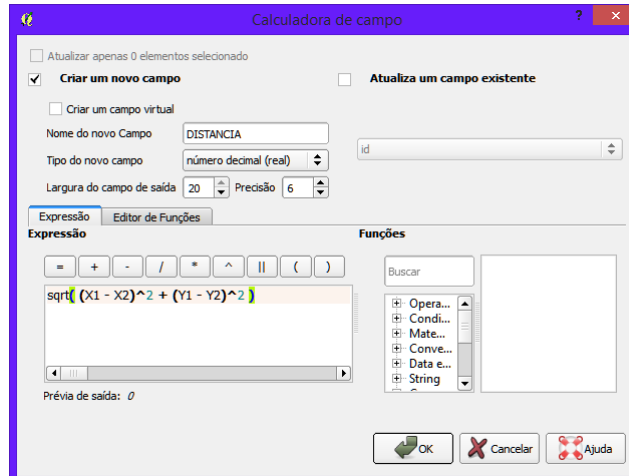 Calculadora de campo
? ×
Atualizar apenas 0 elementos selecionado
Criar um novo campo
Atualiza um campo existente
Criar um campo virtual
Nome do novo Campo DISTANCIA
id
Tipo do novo campo número decimal (real)
Largura do campo de saída 20 Precisão 6
Expressão Editor de Funções
Expressão
Funções
= + - / * ^ || ( )
Buscar
sqrt( (X1 - X2)^2 + (Y1 - Y2)^2 )
Opera...
Condi...
Mate...
Conve...
Data e...
String
Prévia de saída: 0
OK Cancelar Ajuda